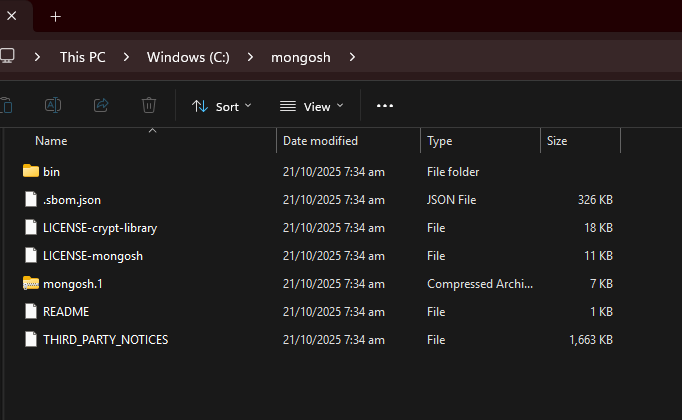 This PC > Windows (C:) > mongosh >
Sort View
Name Date modified Type Size
bin 21/10/2025 7:34 am File folder
.sbom.json 21/10/2025 7:34 am JSON File 326 KB
LICENSE-crypt-library 21/10/2025 7:34 am File 18 KB
LICENSE-mongosh 21/10/2025 7:34 am File 11 KB
mongosh.1 21/10/2025 7:34 am Compressed Archi... 7 KB
README 21/10/2025 7:34 am File 1 KB
THIRD_PARTY_NOTICES 21/10/2025 7:34 am File 1,663 KB